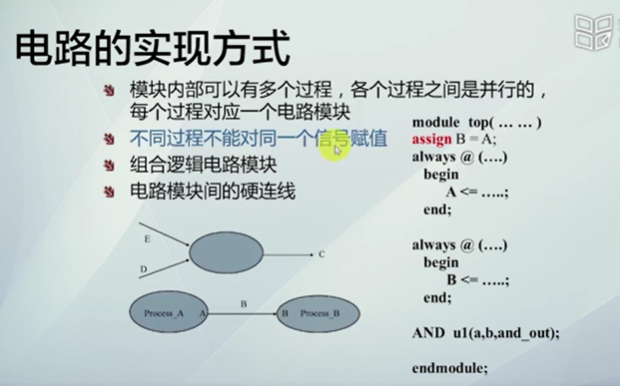 电路的实现方式
模块内部可以有多个过程，各个过程之间是并行的，
每个过程对应一个电路模块
不同过程不能对同一个信号赋值
组合逻辑电路模块
电路模块间的硬连线
E
D
C
Process_A A
B
B Process_B
module top( ... ... )
assign B = A;
always @ (....)
begin
A <= .....;
end;
always @ (....)
begin
B <= .....;
end;
AND u1(a,b,and_out);
endmodule;